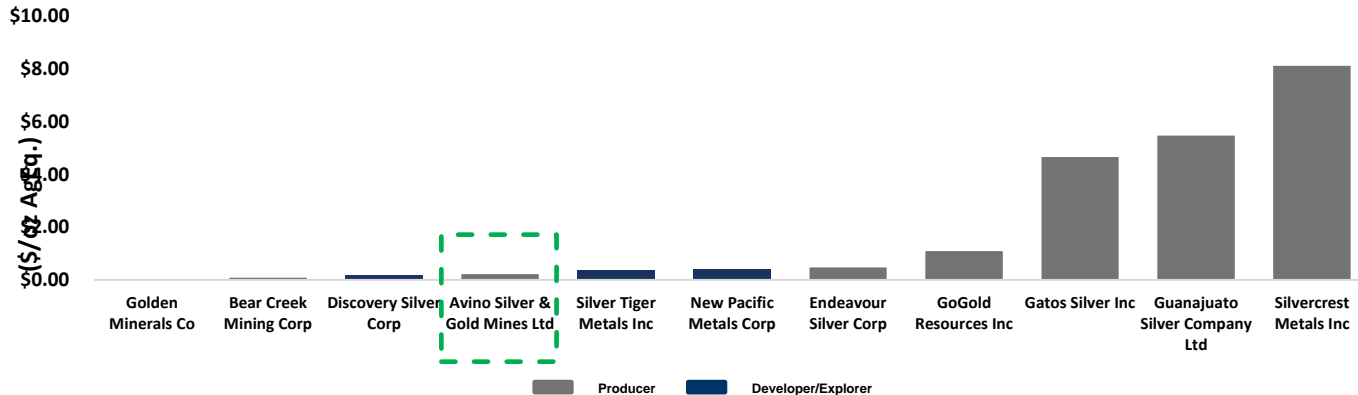 $10.00
$8.00
$6.00
$4.00
$2.00
$0.00
($/oz AgEq.)
Golden
Minerals Co
Bear Creek
Mining Corp
Discovery Silver
Corp
Avino Silver &
Gold Mines Ltd
Silver Tiger
Metals Inc
New Pacific
Metals Corp
Endeavour
Silver Corp
GoGold
Resources Inc
Gatos Silver Inc
Guanajuato
Silver Company
Ltd
Silvercrest
Metals Inc
Producer
Developer/Explorer